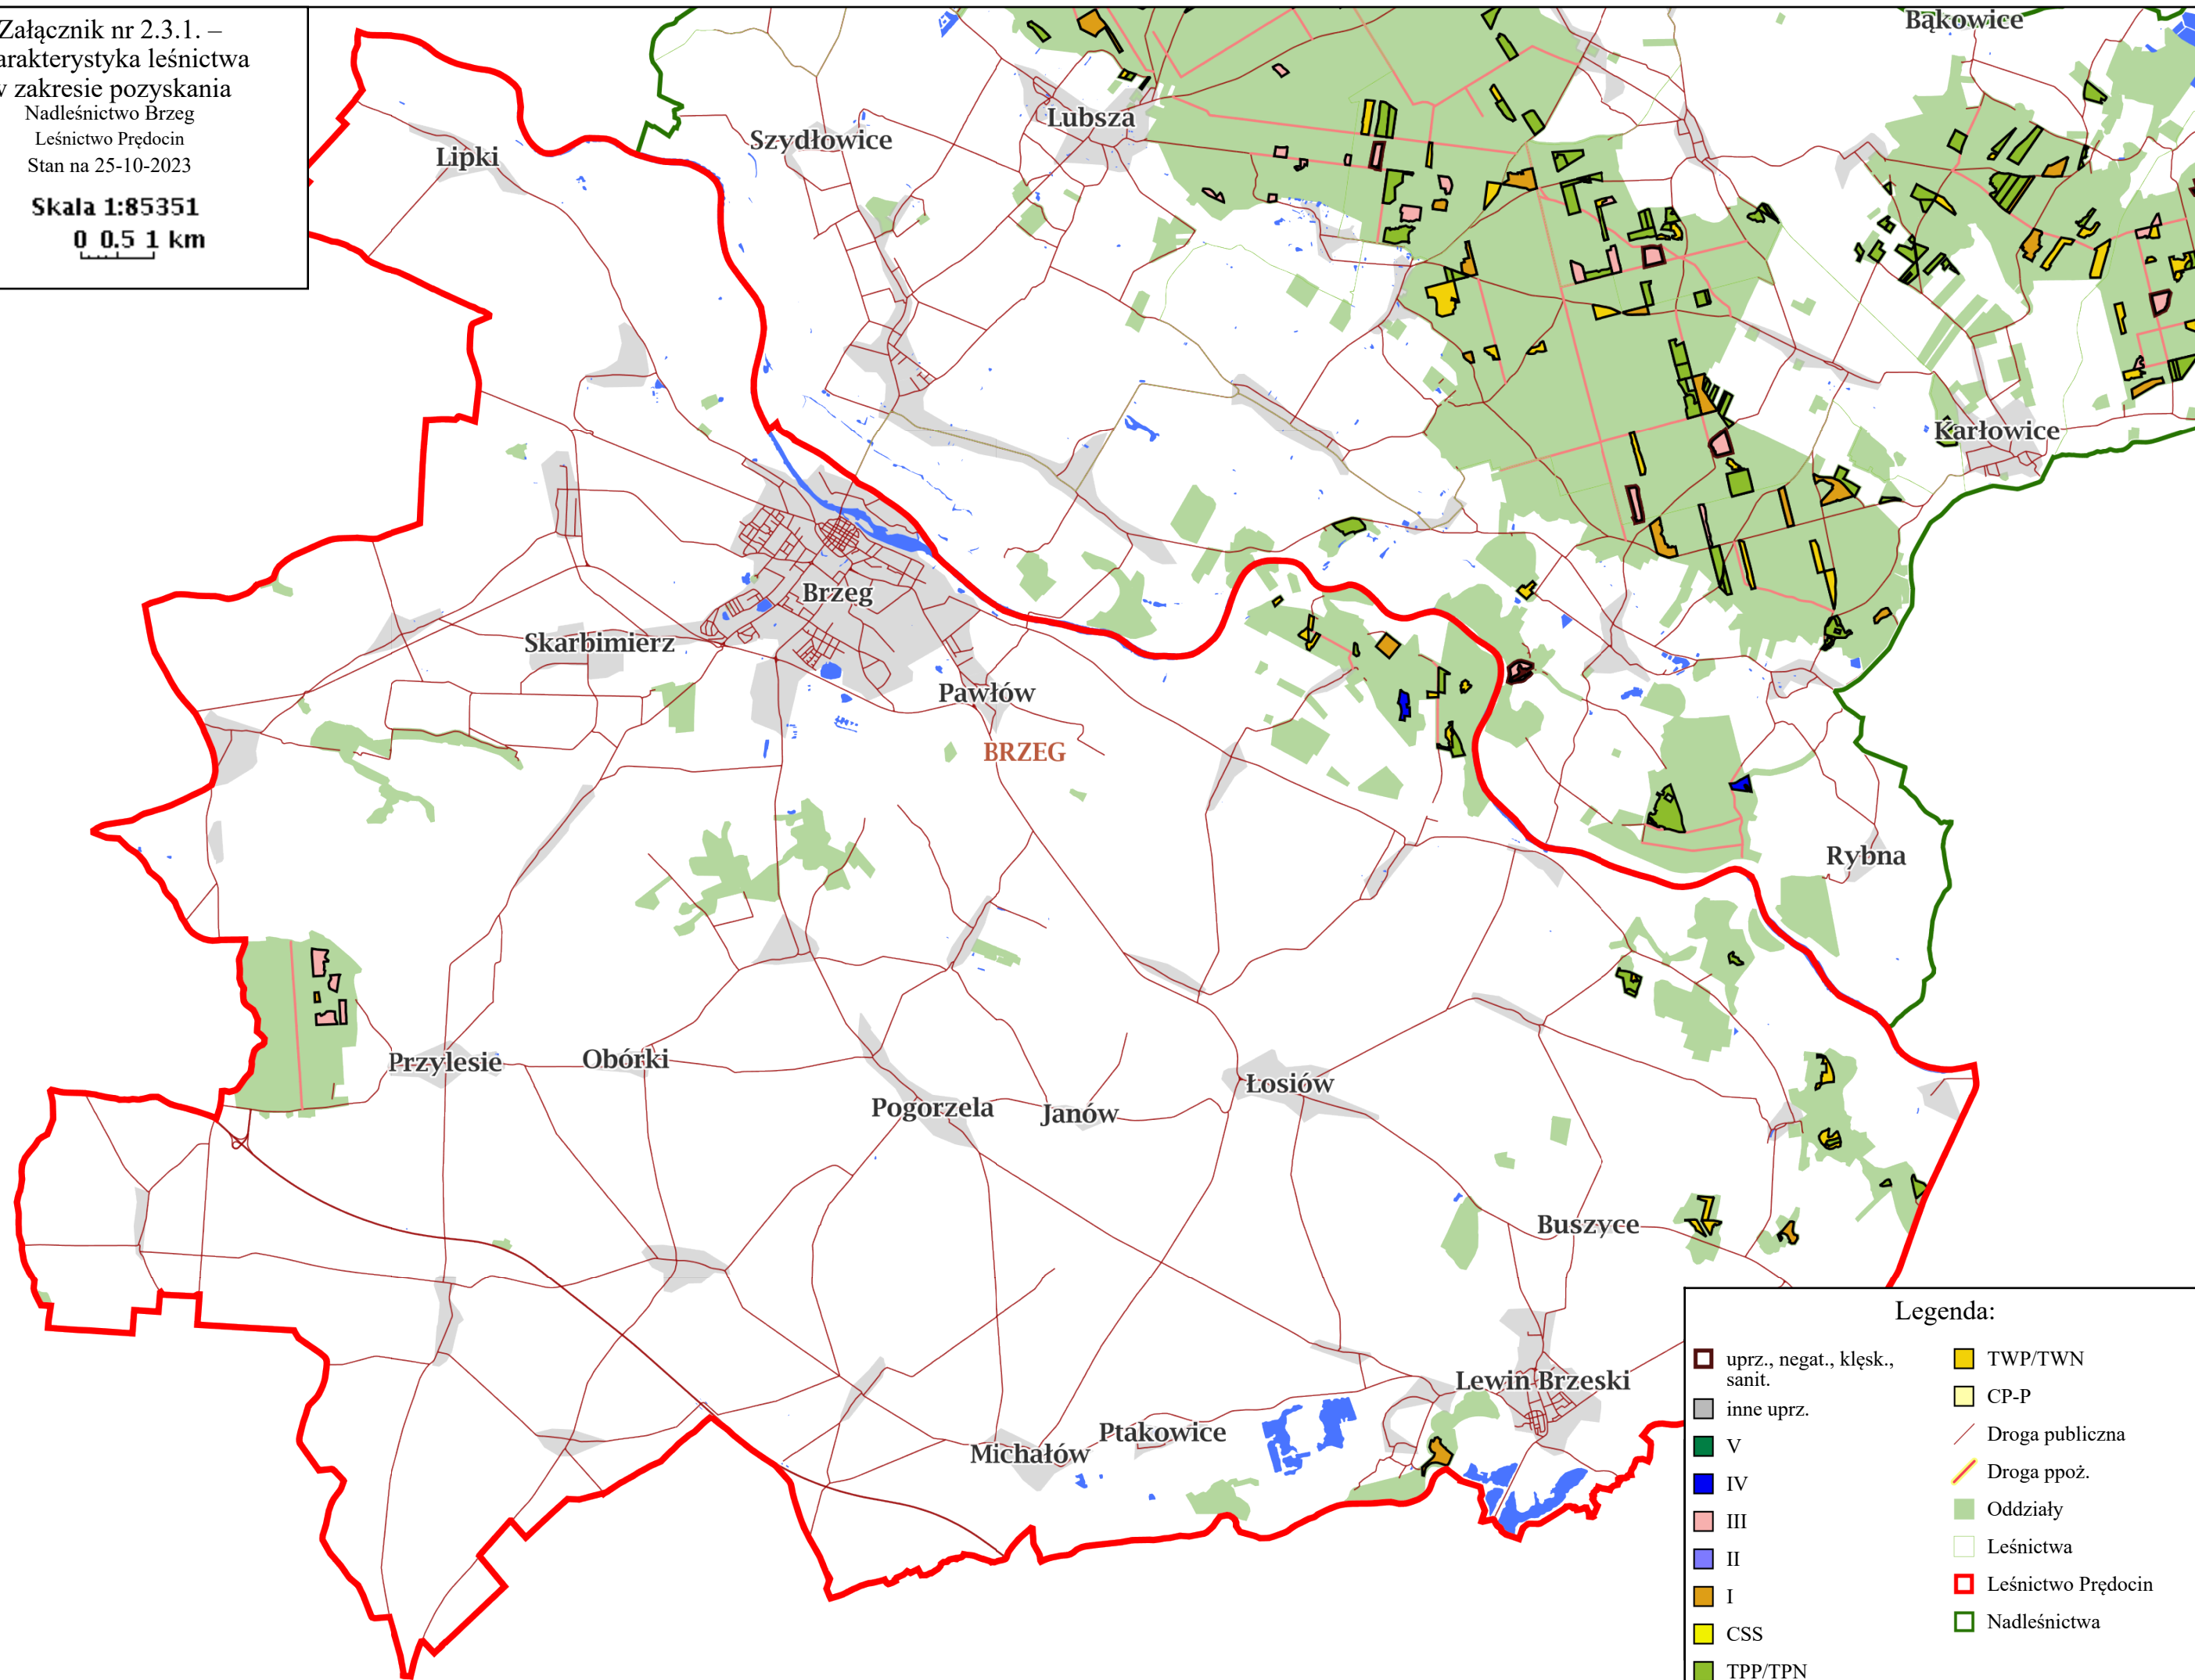 Załącznik nr 2.3.1. –
arakterystyka leśnictwa
w zakresie pozyskania
Nadleśnictwo Brzeg
Leśnictwo Prędocin
Stan na 25-10-2023
Skala 1:85351
0 0.5 1 km
Bąkowice
Lubsza
Szydłowice
Lipki
Karłowice
Brzeg
Skarbimierz
Pawłów
BRZEG
Rybna
Przylesie
Obórki
Łosiów
Pogorzela
Janów
Buszyce
Lewin Brzeski
Ptakowice
Michałów
Legenda:
uprz., negat., klęsk.,
sanit.
inne uprz.
V
IV
III
II
I
CSS
TPP/TPN
TWP/TWN
CP-P
Droga publiczna
Droga ppoż.
Oddziały
Leśnictwa
Leśnictwo Prędocin
Nadleśnictwa